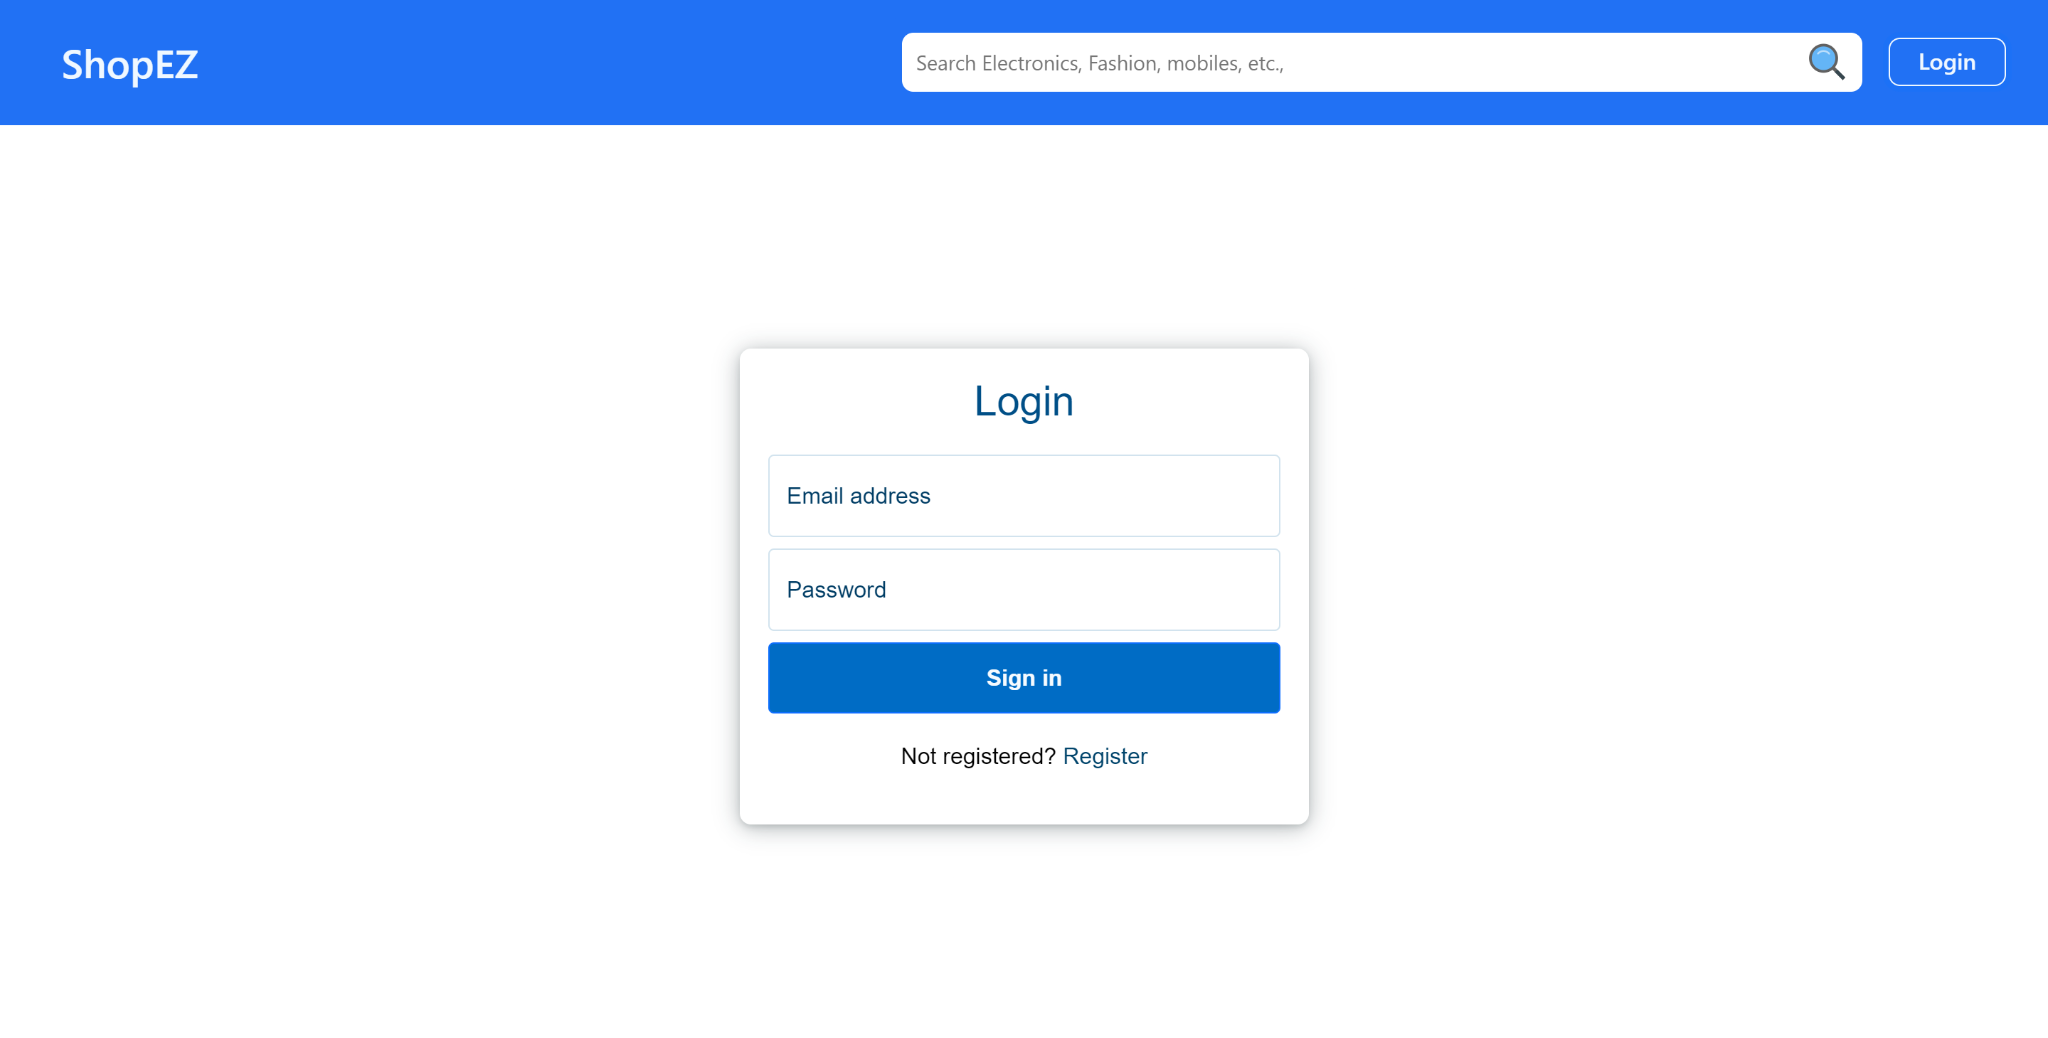 ShopEZ
Search Electronics, Fashion, mobiles, etc.,
Login
Login
Email address
Password
Sign in
Not registered? Register